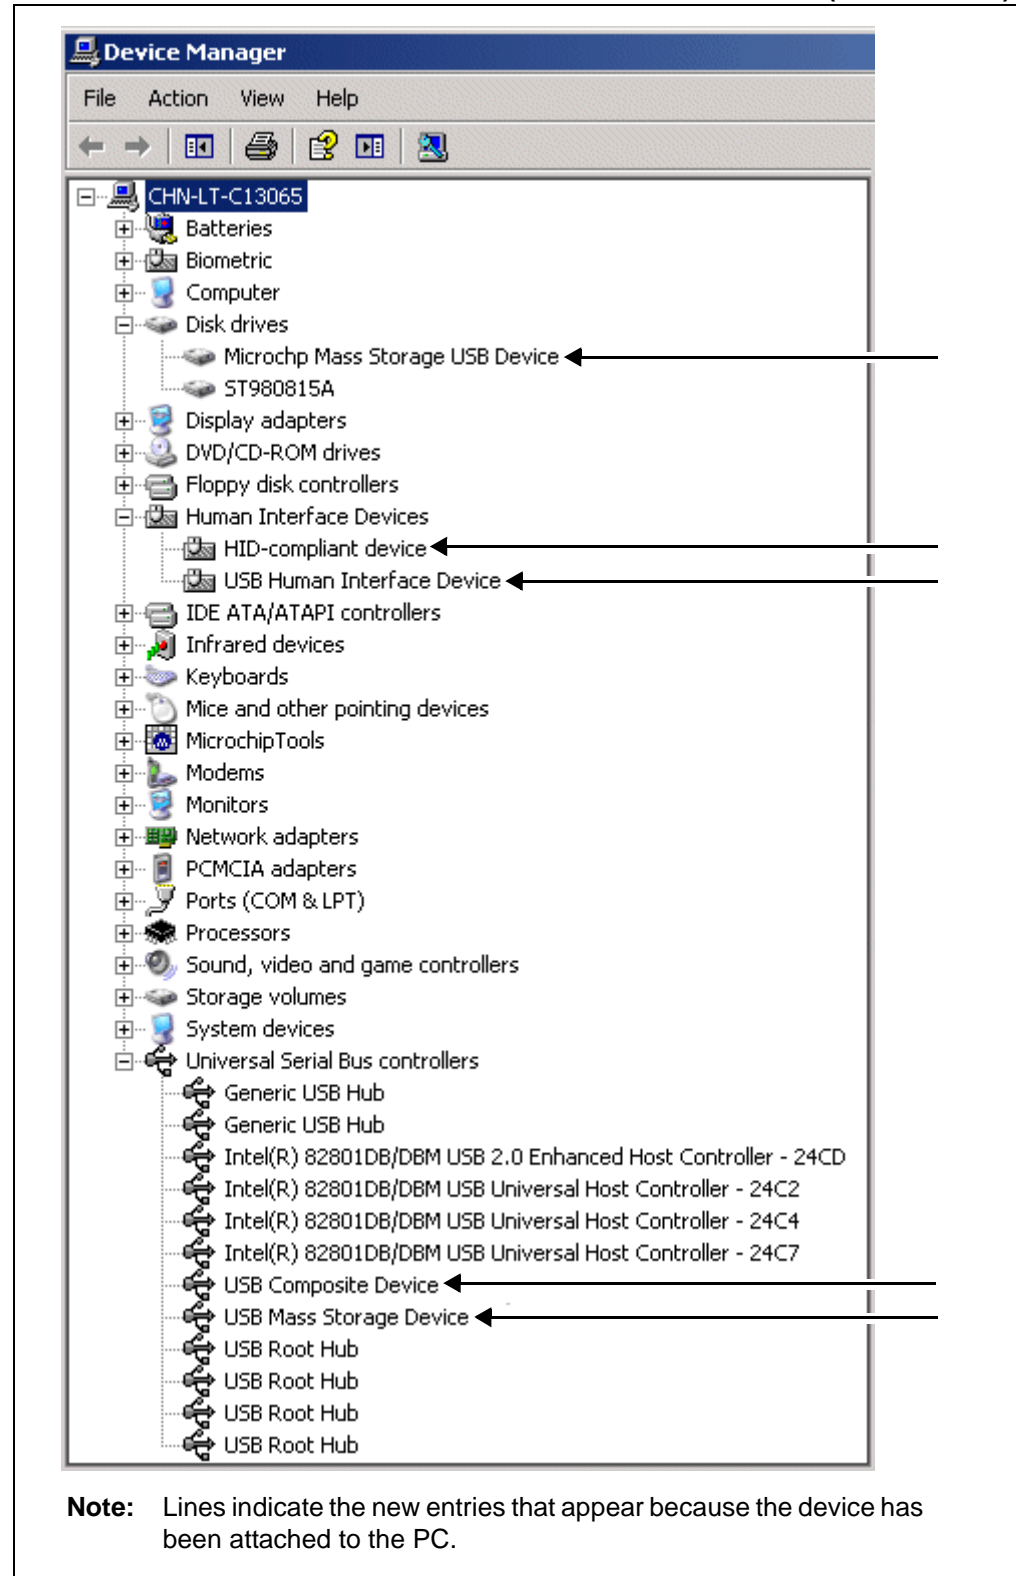 Device Manager
File Action View Help
CHN-LT-C13065
Batteries
Biometric
Computer
Disk drives
Microchp Mass Storage USB Device
ST980815A
Display adapters
DVD/CD-ROM drives
Floppy disk controllers
Human Interface Devices
HID-compliant device
USB Human Interface Device
IDE ATA/ATAPI controllers
Infrared devices
Keyboards
Mice and other pointing devices
MicrochipTools
Modems
Monitors
Network adapters
PCMCIA adapters
Ports (COM & LPT)
Processors
Sound, video and game controllers
Storage volumes
System devices
Universal Serial Bus controllers
Generic USB Hub
Generic USB Hub
Intel(R) 82801DB/DBM USB 2.0 Enhanced Host Controller - 24CD
Intel(R) 82801DB/DBM USB Universal Host Controller - 24C2
Intel(R) 82801DB/DBM USB Universal Host Controller - 24C4
Intel(R) 82801DB/DBM USB Universal Host Controller - 24C7
USB Composite Device
USB Mass Storage Device
USB Root Hub
USB Root Hub
USB Root Hub
USB Root Hub
Note: Lines indicate the new entries that appear because the device has
been attached to the PC.